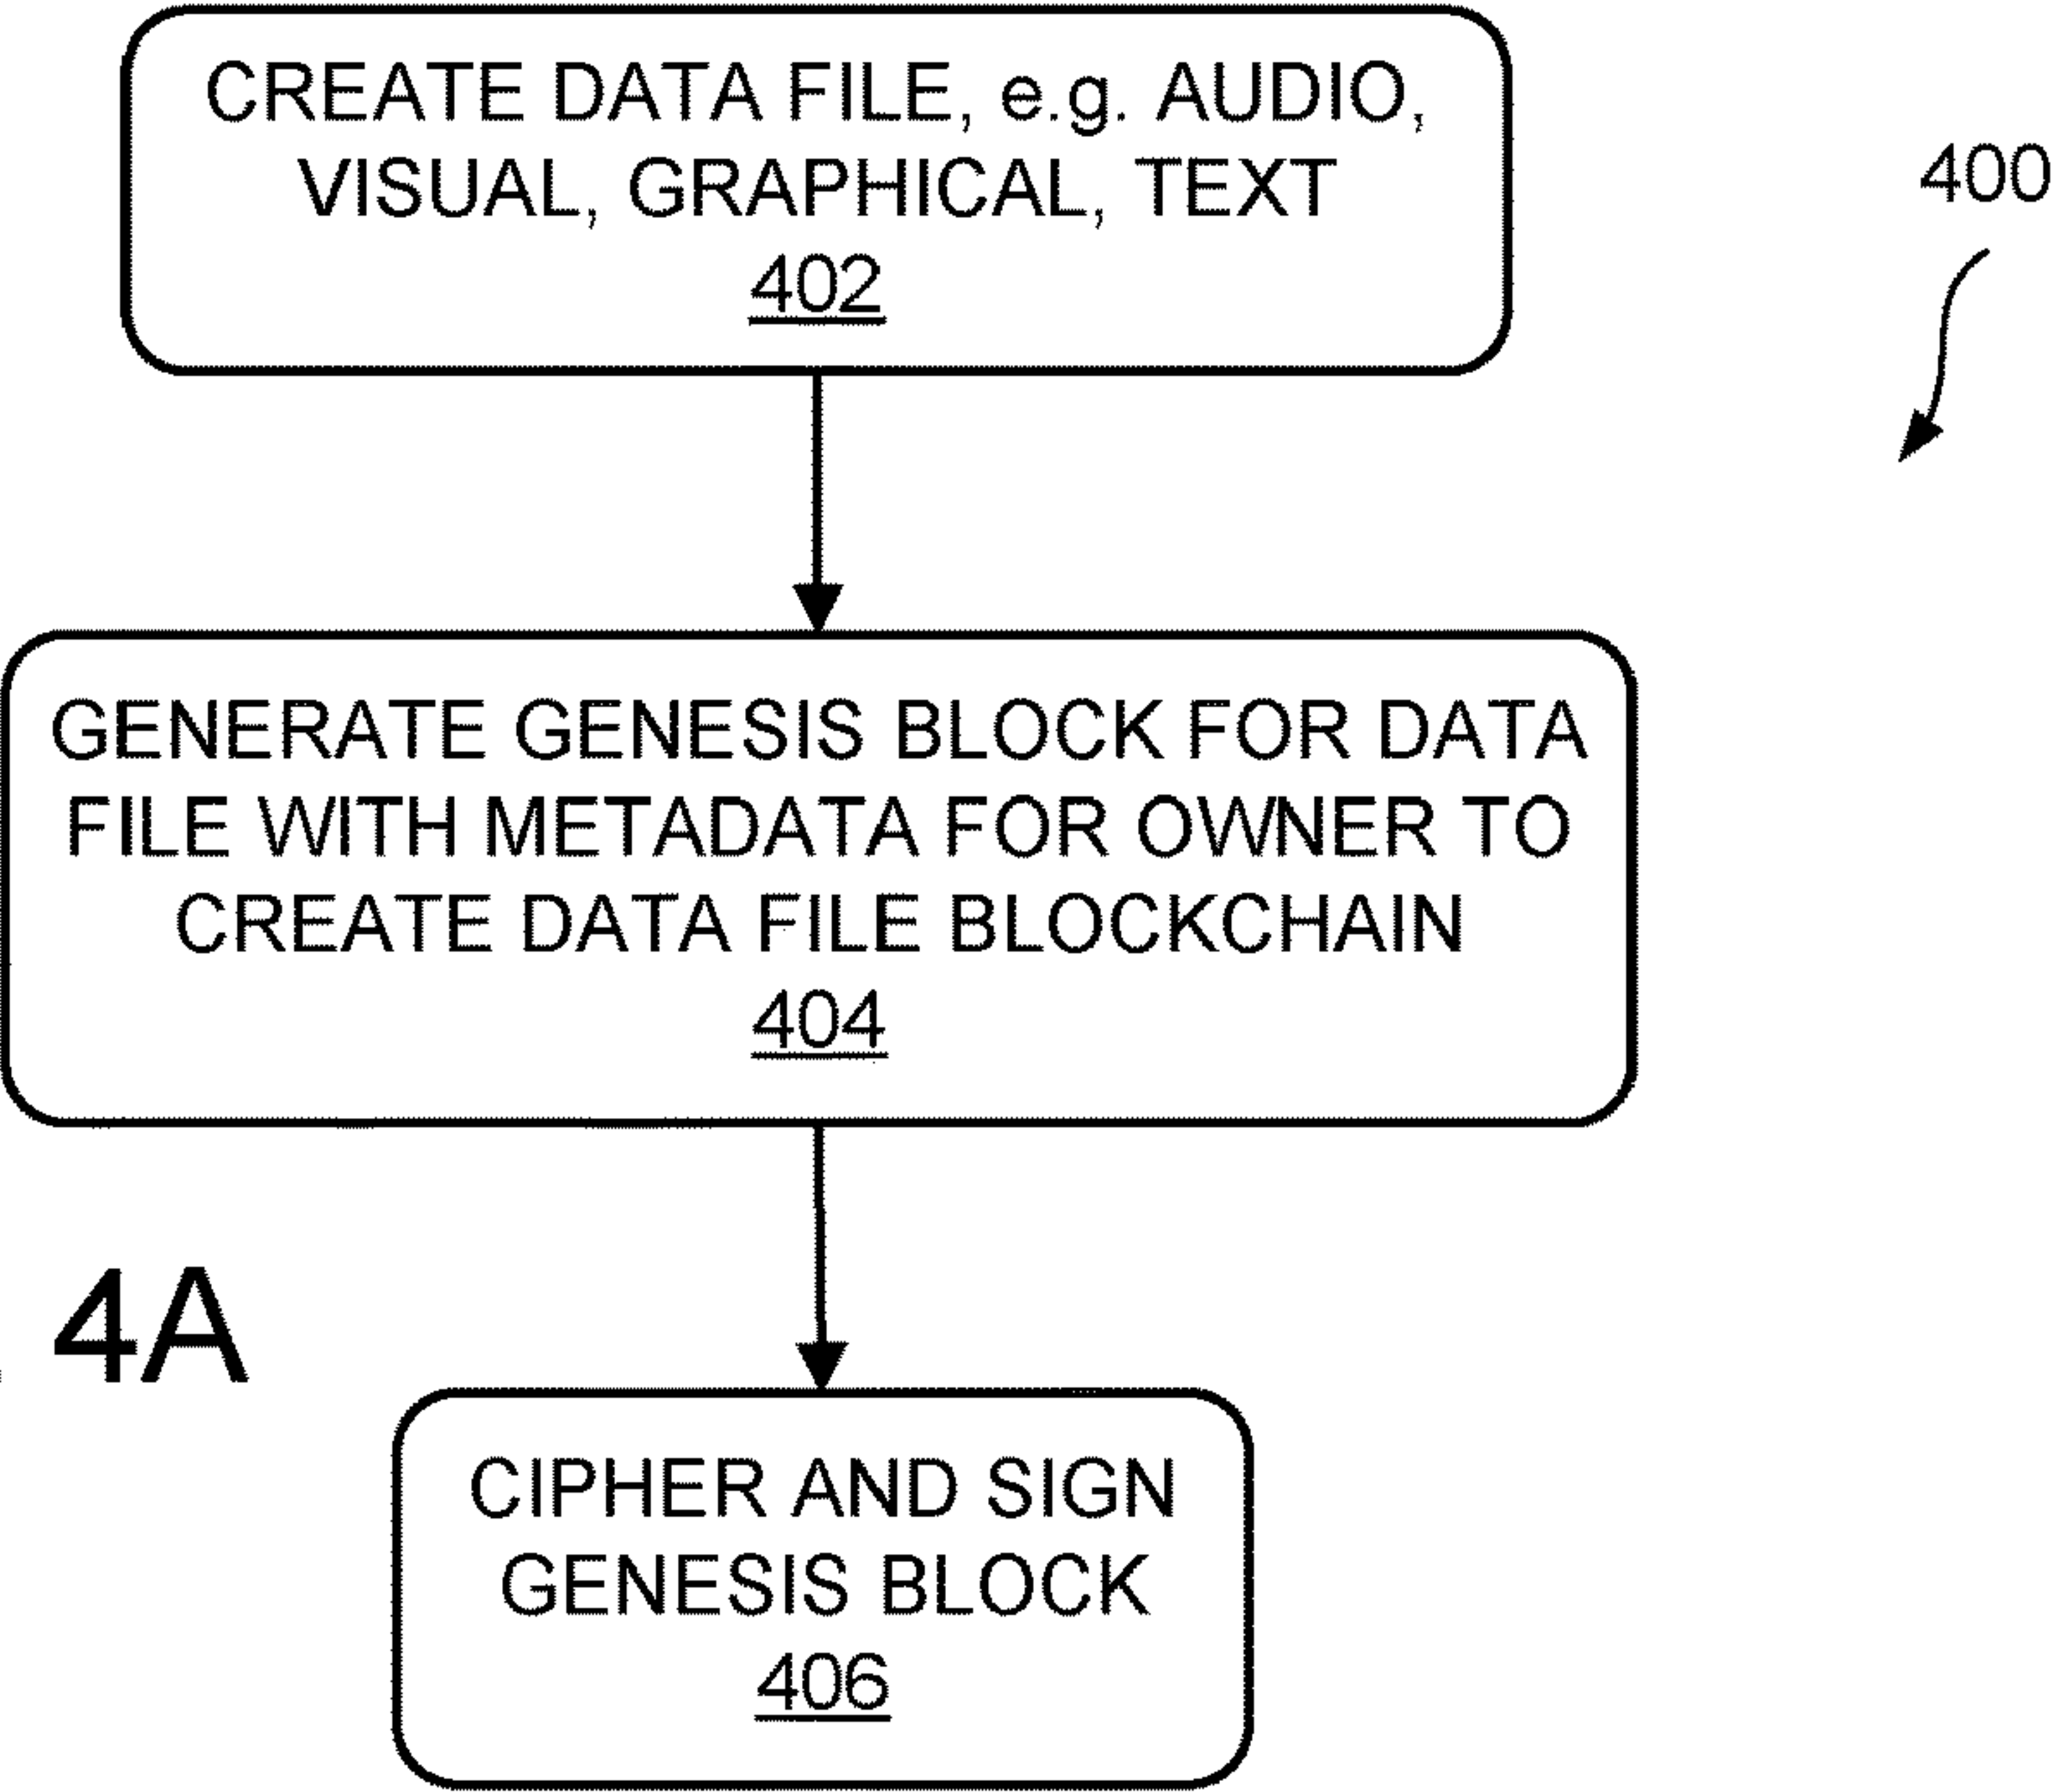 CREATE DATA FILE, e.g. AUDIO,
VISUAL, GRAPHICAL, TEXT
402
400
GENERATE GENESIS BLOCK FOR DATA
FILE WITH METADATA FOR OWNER TO
CREATE DATA FILE BLOCKCHAIN
404
4A
CIPHER AND SIGN
GENESIS BLOCK
406